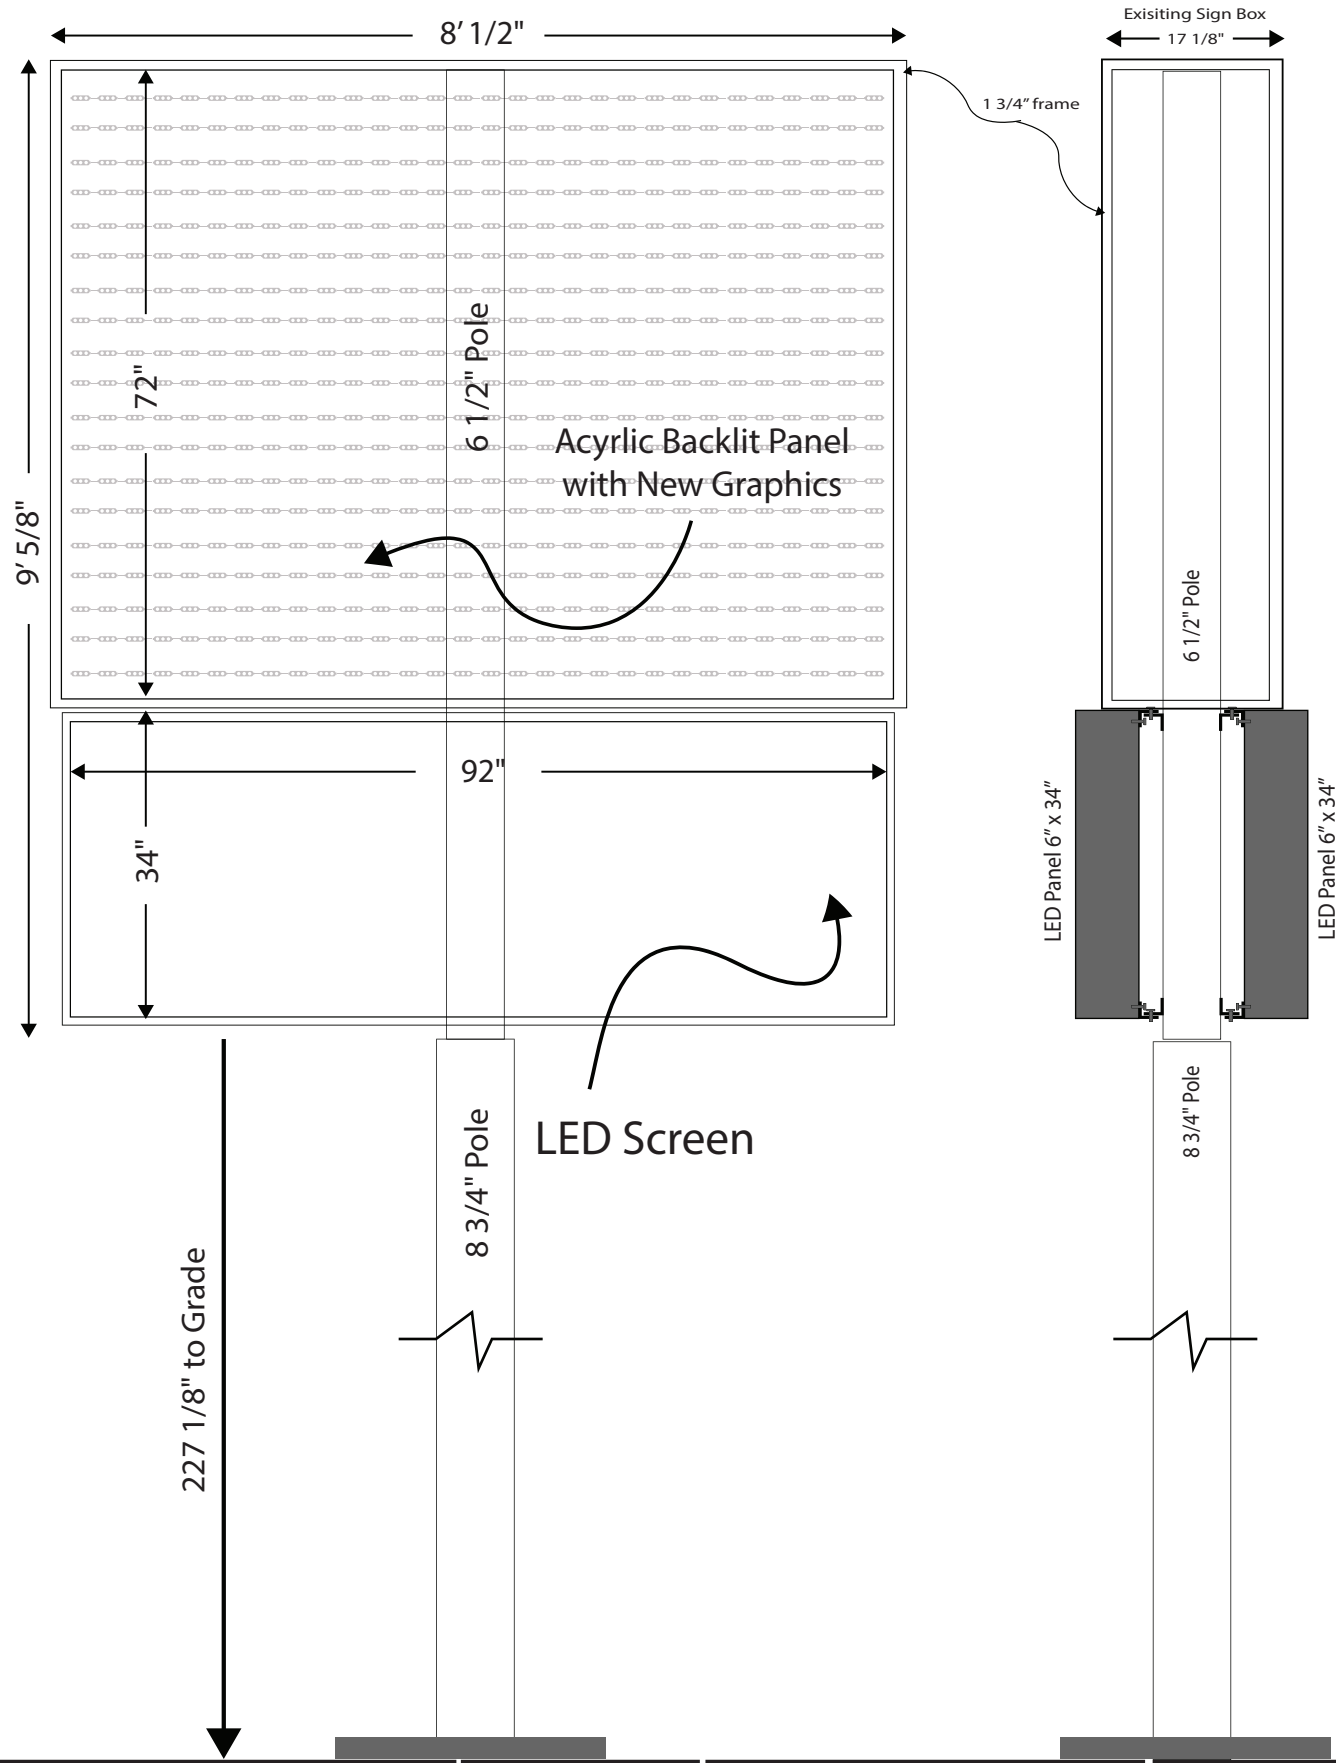 8' 1/2"
Exisiting Sign Box
17 1/8"
1 3/4" frame
9' 5/8"
72"
6 1/2" Pole
Acyrlic Backlit Panel
with New Graphics
6 1/2" Pole
92"
34"
LED Panel 6" x 34"
LED Panel 6" x 34"
LED Screen
8 3/4" Pole
8 3/4" Pole
227 1/8" to Grade